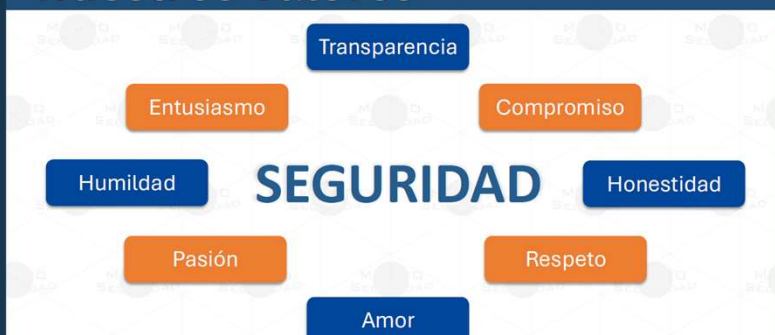 Transparencia
Entusiasmo
Compromiso
Humildad
SEGURIDAD
Honestidad
Pasión
Respeto
Amor